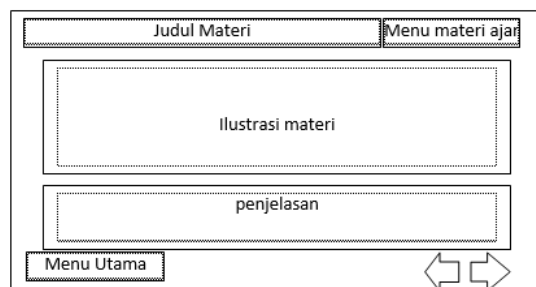 Judul Materi
Menu materi ajar
Ilustrasi materi
penjelasan
Menu Utama